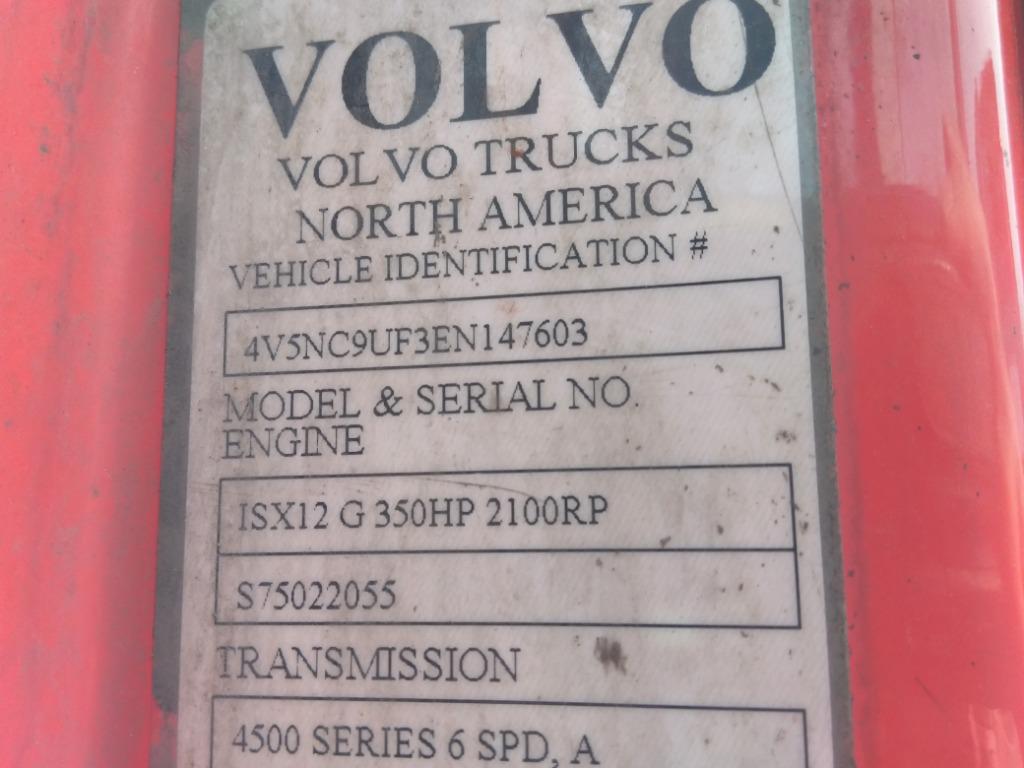 VOLVO
VOLVO TRUCKS
NORTH AMERICA
VEHICLE IDENTIFICATION #
4V5NC9UF3EN147603
MODEL & SERIAL NO.
ENGINE
ISX12 G 350HP 2100RP
S75022055
TRANSMISSION
4500 SERIES 6 SPD, A